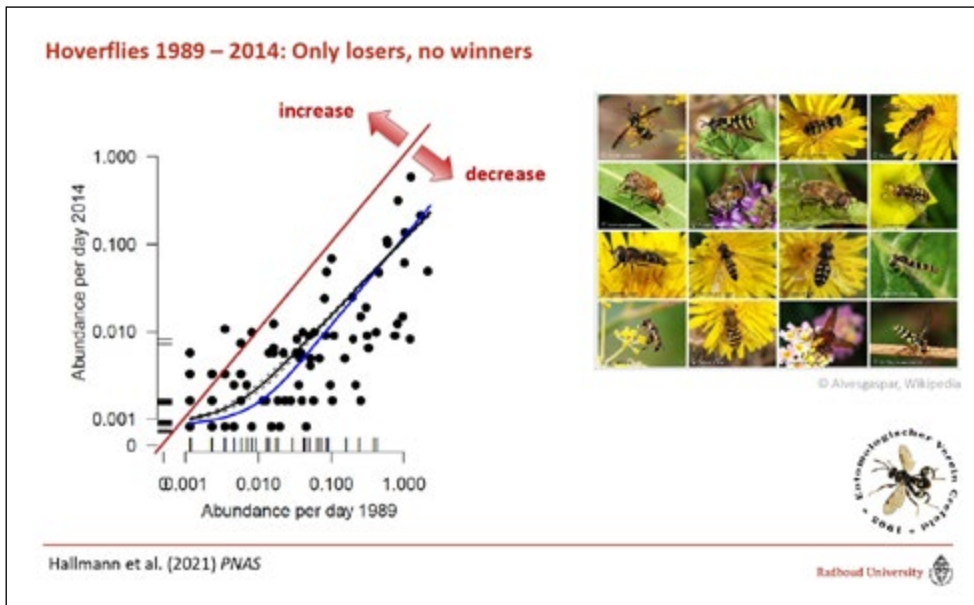 Hoverflies 1989 – 2014: Only losers, no winners
increase
decrease
Abundance per day 2014
1.000
0.100
0.010
0.001
0
0
0.001
0.010
0.100
1.000
Abundance per day 1989
© Alvesgaspar, Wikipedia
Entomologischer Verein Crefeld • 1905 •
Hallmann et al. (2021) PNAS
Radboud University